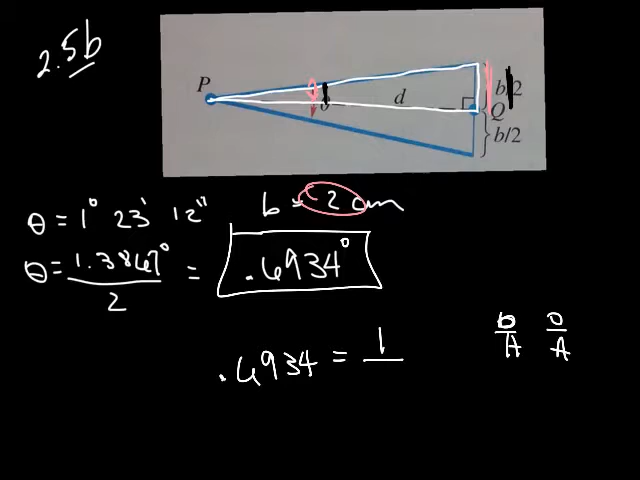 2.5b
P
θ
d
b/2
Q
b/2
θ = 1° 23' 12"
b = 2 cm
θ = 1.3867° / 2 = .6934°
.6934 = 1
O/A O/A